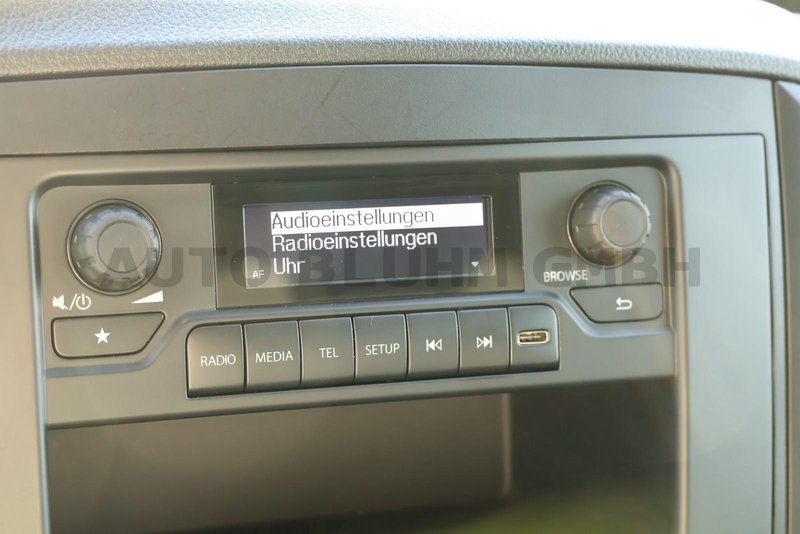 Audioeinstellungen
Radioeinstellungen
AF Uhr
AUTO BLUHM GMBH
BROWSE
RADIO MEDIA TEL SETUP